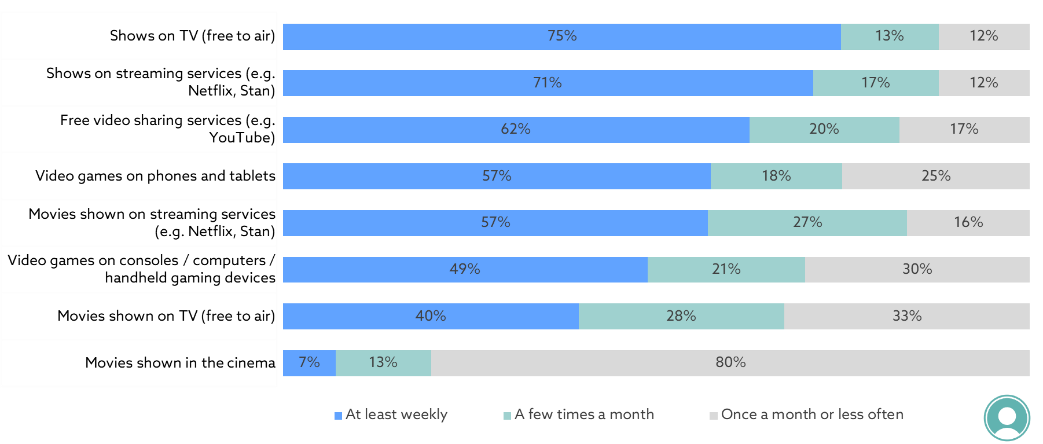 Shows on TV (free to air)
75% 13% 12%
Shows on streaming services (e.g.
Netflix, Stan)
71% 17% 12%
Free video sharing services (e.g.
YouTube)
62% 20% 17%
Video games on phones and tablets
57% 18% 25%
Movies shown on streaming services
(e.g. Netflix, Stan)
57% 27% 16%
Video games on consoles / computers /
handheld gaming devices
49% 21% 30%
Movies shown on TV (free to air)
40% 28% 33%
Movies shown in the cinema
7% 13% 80%
At least weekly A few times a month Once a month or less often